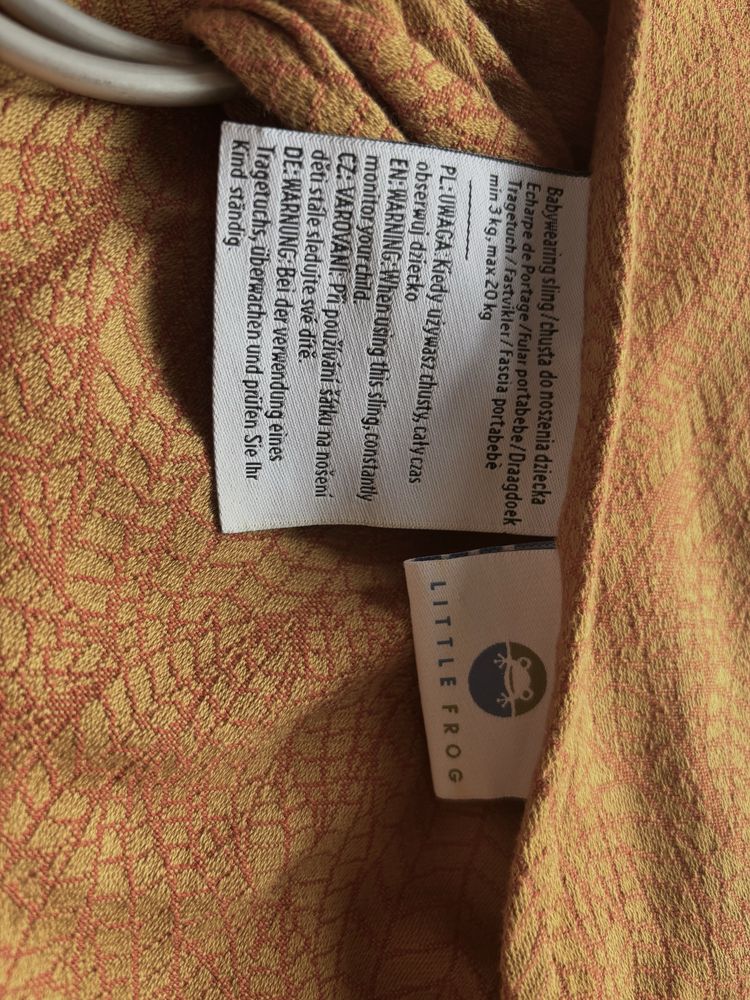 Babywearing sling / chusta do noszenia dziecka
Echarpe de Portage / Fular portabebe / Draagdoek
Tragetuch / Fastvikler / Fascia portabebè
min 3 kg, max 20 kg
PL: UWAGA: Kiedy używasz chusty, cały czas
obserwuj dziecko
EN: WARNING: When using this sling, constantly
monitor your child.
CZ: VAROVÁNÍ: Při používání šátku na nošení
dětí stále sledujte své dítě.
DE: WARNUNG: Bei der verwendung eines
Tragetuchs, überwachen und prüfen Sie Ihr
Kind ständig
LITTLE FROG